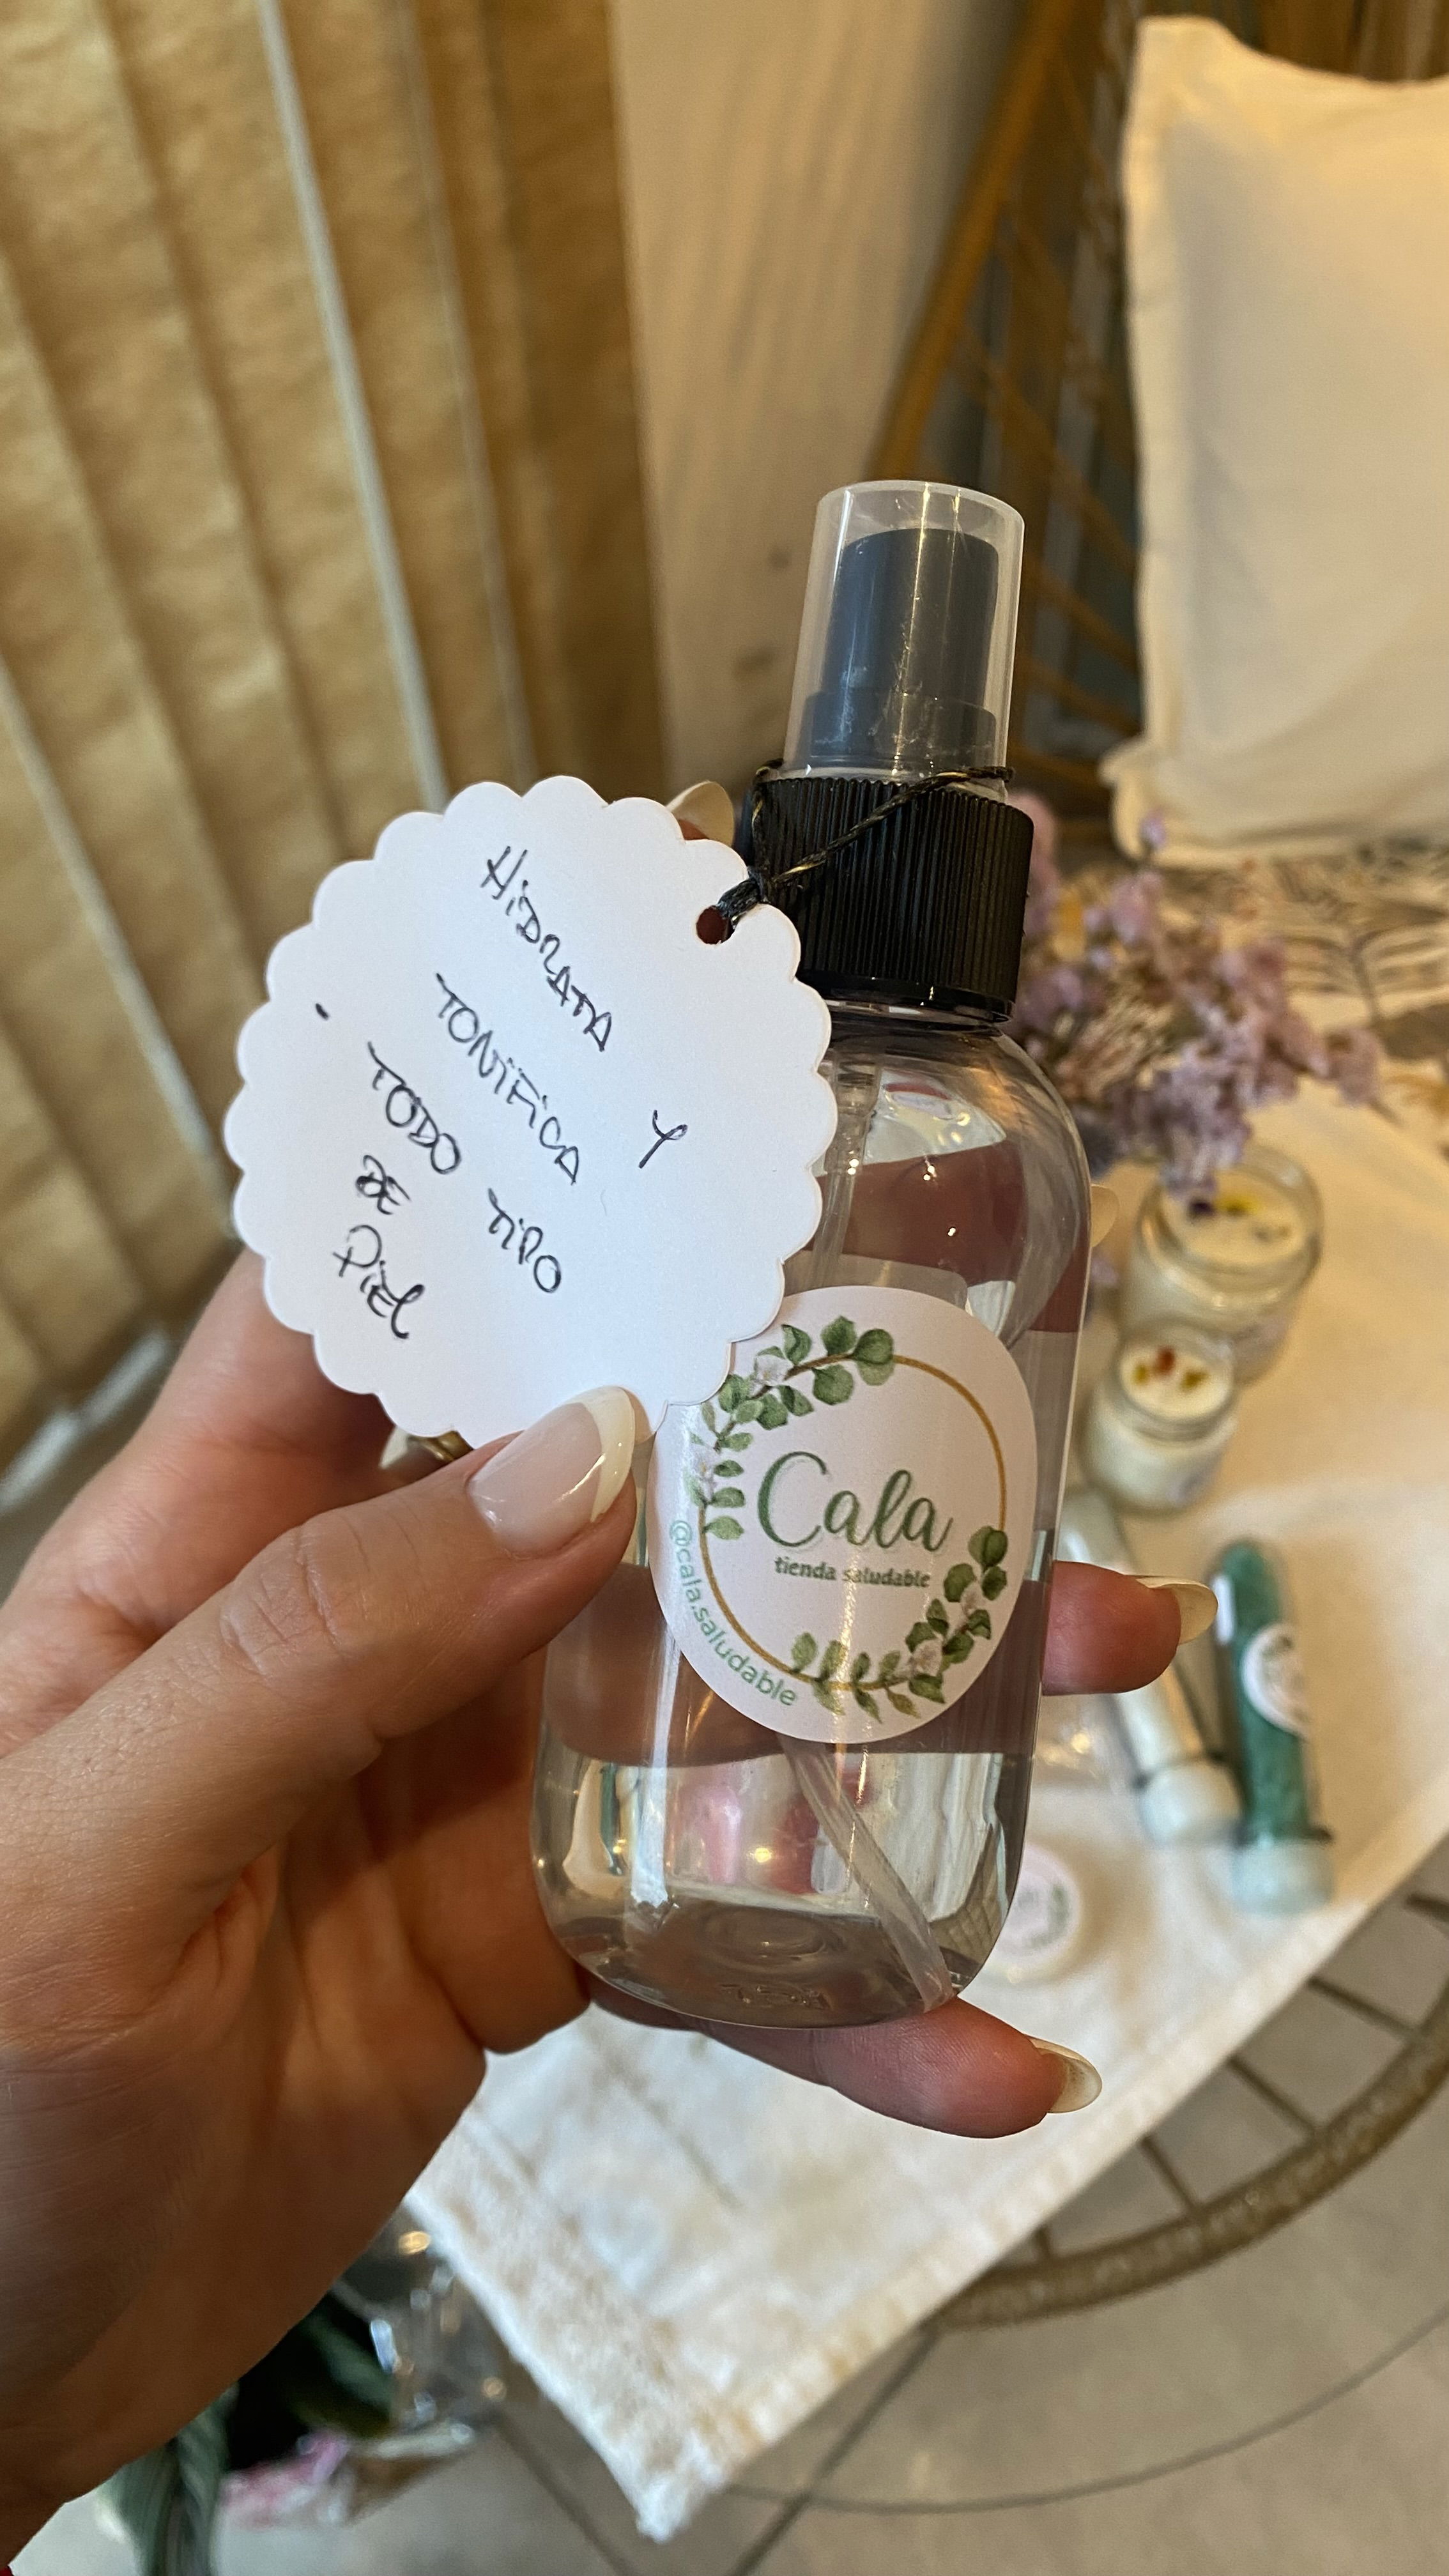 HiDRATA Y
TONiFiCA
• TODO TiPO
DE
PiEL
Cala
tienda saludable
@cala.saludable